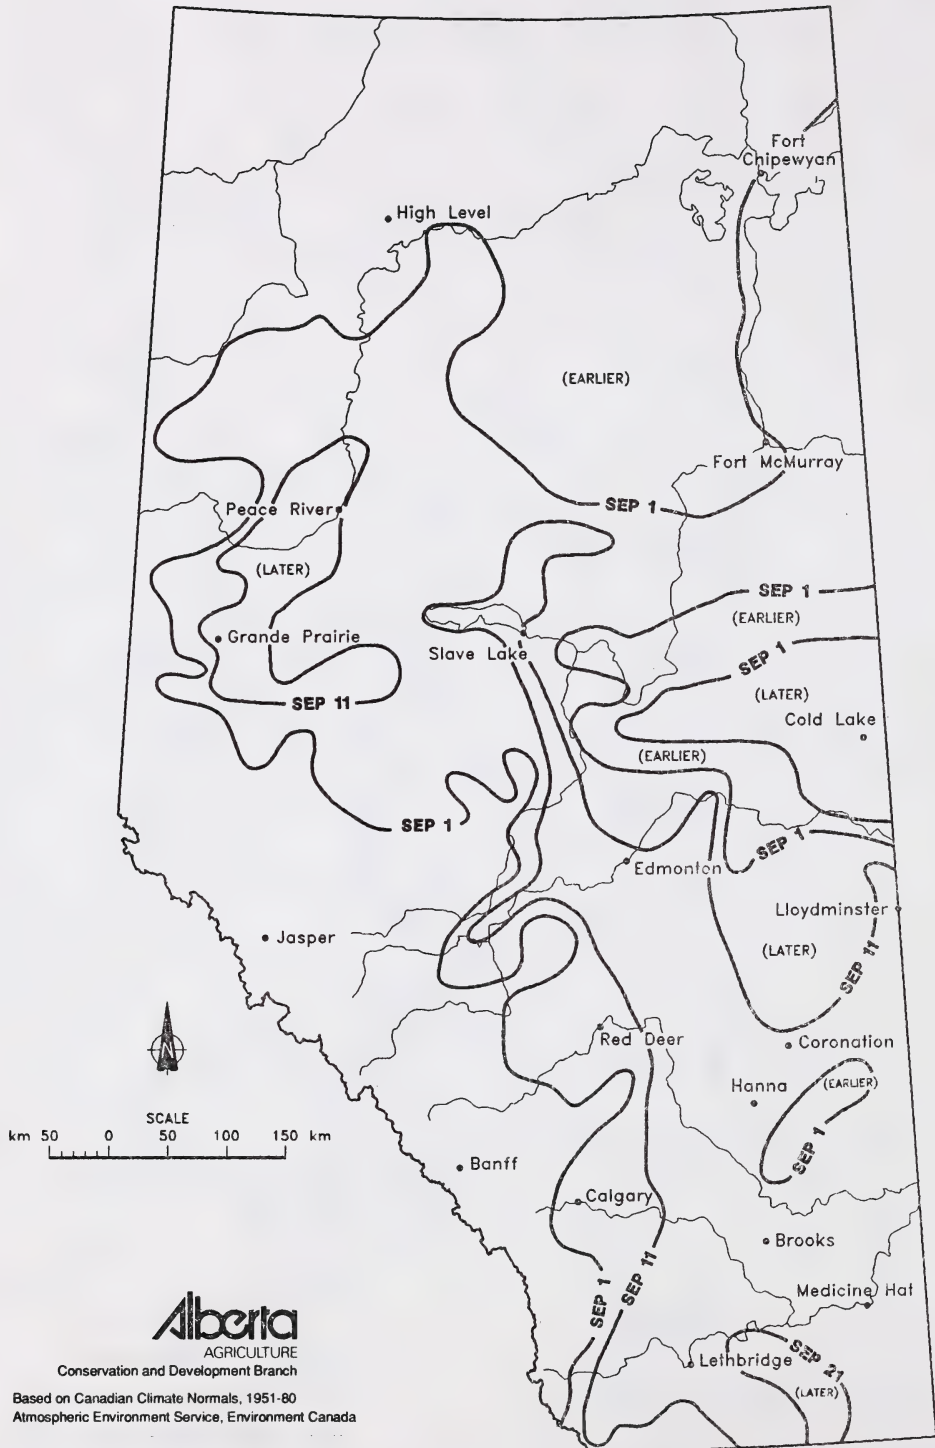 Fort
Chipewyan
High Level
(EARLIER)
Fort McMurray
SEP 1
Peace River
(LATER)
SEP 1
(EARLIER)
Grande Prairie
Slave Lake
SEP 1
(LATER)
SEP 11
Cold Lake
(EARLIER)
SEP 1
SEP 1
Edmonton
Lloydminster
Jasper
(LATER)
SEP 11
N
Red Deer
Coronation
Hanna
(EARLIER)
SCALE
km 50 0 50 100 150 km
SEP 1
Banff
Calgary
Brooks
SEP 1
SEP 11
Medicine Hat
Lethbridge
SEP 21
(LATER)
Alberta
AGRICULTURE
Conservation and Development Branch
Based on Canadian Climate Normals, 1951-80
Atmospheric Environment Service, Environment Canada